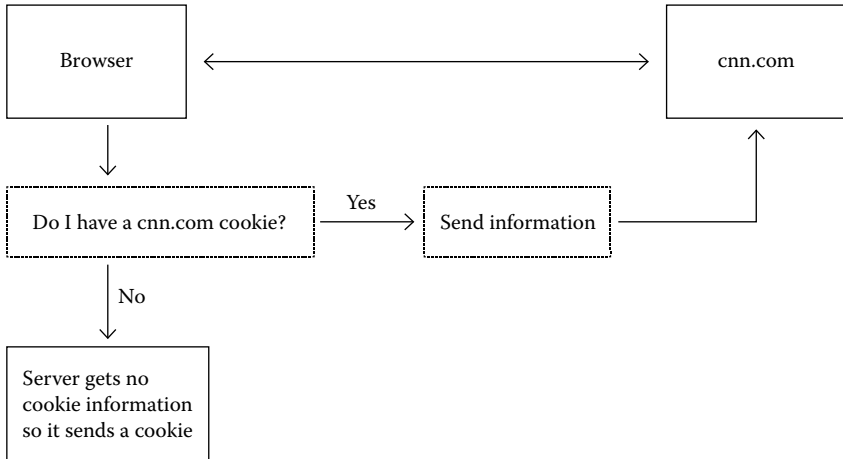 Browser
cnn.com
Do I have a cnn.com cookie?
Yes
Send information
No
Server gets no
cookie information
so it sends a cookie